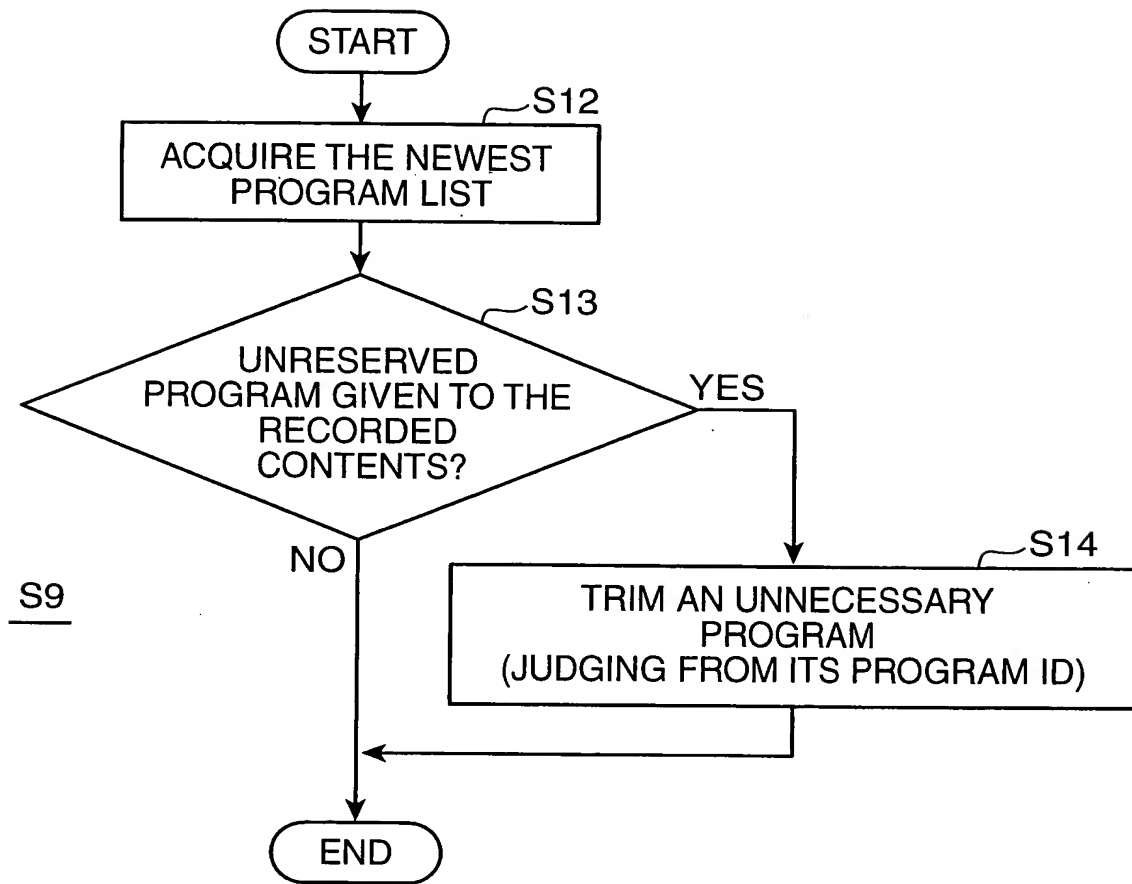 START
S12
ACQUIRE THE NEWEST
PROGRAM LIST
S13
UNRESERVED
PROGRAM GIVEN TO THE
RECORDED
CONTENTS?
YES
NO
S14
S9
TRIM AN UNNECESSARY
PROGRAM
(JUDGING FROM ITS PROGRAM ID)
END